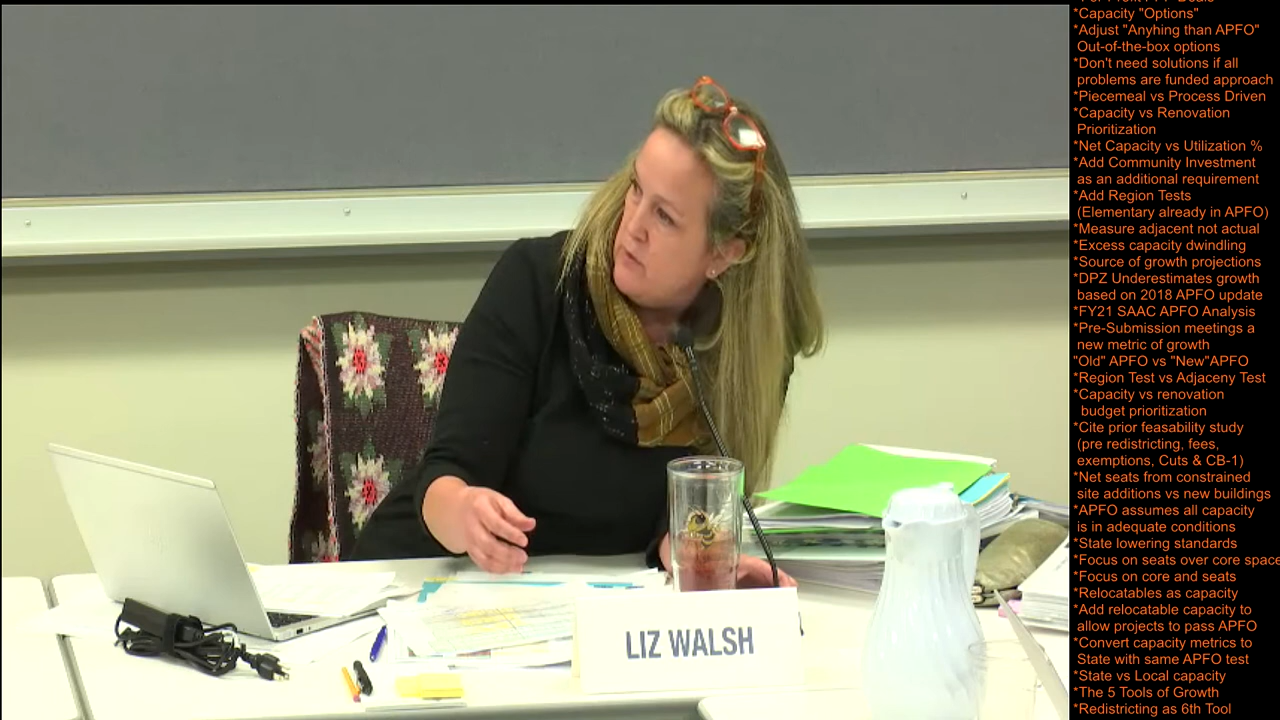 *Capacity "Options"
*Adjust "Anyhing than APFO"
Out-of-the-box options
*Don't need solutions if all
problems are funded approach
*Piecemeal vs Process Driven
*Capacity vs Renovation
Prioritization
*Net Capacity vs Utilization %
*Add Community Investment
as an additional requirement
*Add Region Tests
(Elementary already in APFO)
*Measure adjacent not actual
*Excess capacity dwindling
*Source of growth projections
*DPZ Underestimates growth
based on 2018 APFO update
*FY21 SAAC APFO Analysis
*Pre-Submission meetings a
new metric of growth
"Old" APFO vs "New"APFO
*Region Test vs Adjaceny Test
*Capacity vs renovation
budget prioritization
*Cite prior feasability study
(pre redistricting, fees,
exemptions, Cuts & CB-1)
*Net seats from constrained
site additions vs new buildings
*APFO assumes all capacity
is in adequate conditions
*State lowering standards
*Focus on seats over core space
*Focus on core and seats
*Relocatables as capacity
*Add relocatable capacity to
allow projects to pass APFO
*Convert capacity metrics to
State with same APFO test
*State vs Local capacity
*The 5 Tools of Growth
*Redistricting as 6th Tool
LIZ WALSH